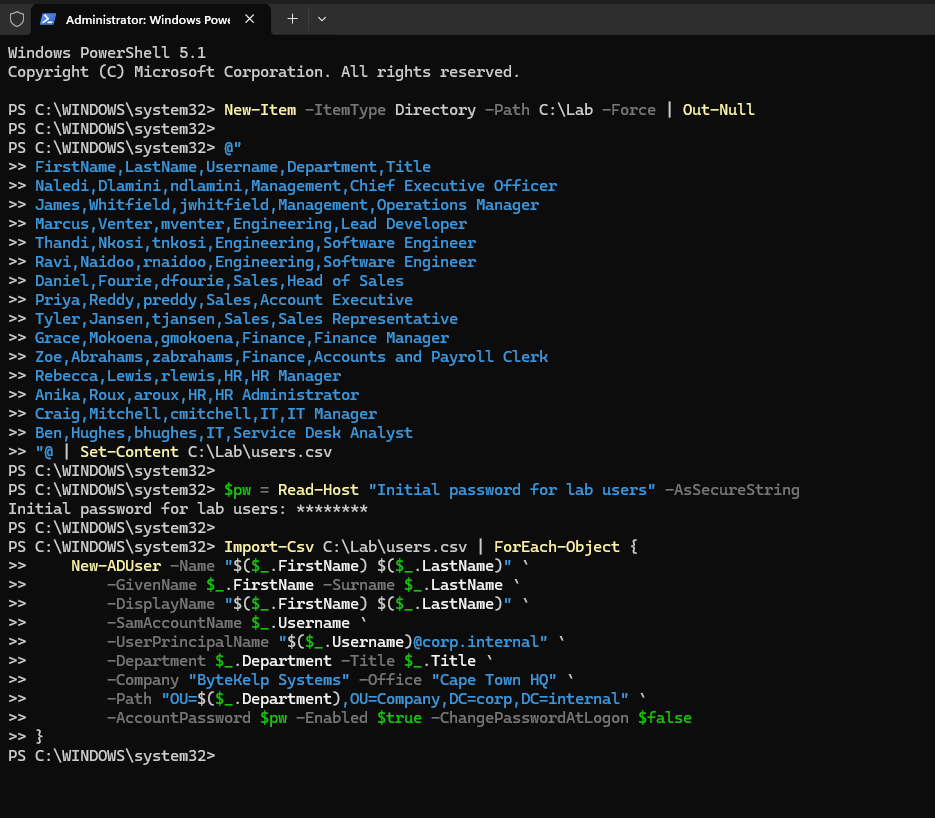 Administrator: Windows Powe
Windows PowerShell 5.1
Copyright (C) Microsoft Corporation. All rights reserved.
PS C:\WINDOWS\system32> New-Item -ItemType Directory -Path C:\Lab -Force | Out-Null
PS C:\WINDOWS\system32>
PS C:\WINDOWS\system32> @"
>> FirstName,LastName,Username,Department,Title
>> Naledi,Dlamini,ndlamini,Management,Chief Executive Officer
>> James,Whitfield,jwhitfield,Management,Operations Manager
>> Marcus,Venter,mventer,Engineering,Lead Developer
>> Thandi,Nkosi,tnkosi,Engineering,Software Engineer
>> Ravi,Naidoo,rnaidoo,Engineering,Software Engineer
>> Daniel,Fourie,dfourie,Sales,Head of Sales
>> Priya,Reddy,preddy,Sales,Account Executive
>> Tyler,Jansen,tjansen,Sales,Sales Representative
>> Grace,Mokoena,gmokoena,Finance,Finance Manager
>> Zoe,Abrahams,zabrahams,Finance,Accounts and Payroll Clerk
>> Rebecca,Lewis,rlewis,HR,HR Manager
>> Anika,Roux,aroux,HR,HR Administrator
>> Craig,Mitchell,cmitchell,IT,IT Manager
>> Ben,Hughes,bhughes,IT,Service Desk Analyst
>> "@ | Set-Content C:\Lab\users.csv
PS C:\WINDOWS\system32>
PS C:\WINDOWS\system32> $pw = Read-Host "Initial password for lab users" -AsSecureString
Initial password for lab users: ********
PS C:\WINDOWS\system32>
PS C:\WINDOWS\system32> Import-Csv C:\Lab\users.csv | ForEach-Object {
>>     New-ADUser -Name "$($_.FirstName) $($_.LastName)" `
>>         -GivenName $_.FirstName -Surname $_.LastName `
>>         -DisplayName "$($_.FirstName) $($_.LastName)" `
>>         -SamAccountName $_.Username `
>>         -UserPrincipalName "$($_.Username)@corp.internal" `
>>         -Department $_.Department -Title $_.Title `
>>         -Company "ByteKelp Systems" -Office "Cape Town HQ" `
>>         -Path "OU=$($_.Department),OU=Company,DC=corp,DC=internal" `
>>         -AccountPassword $pw -Enabled $true -ChangePasswordAtLogon $false
>> }
PS C:\WINDOWS\system32>